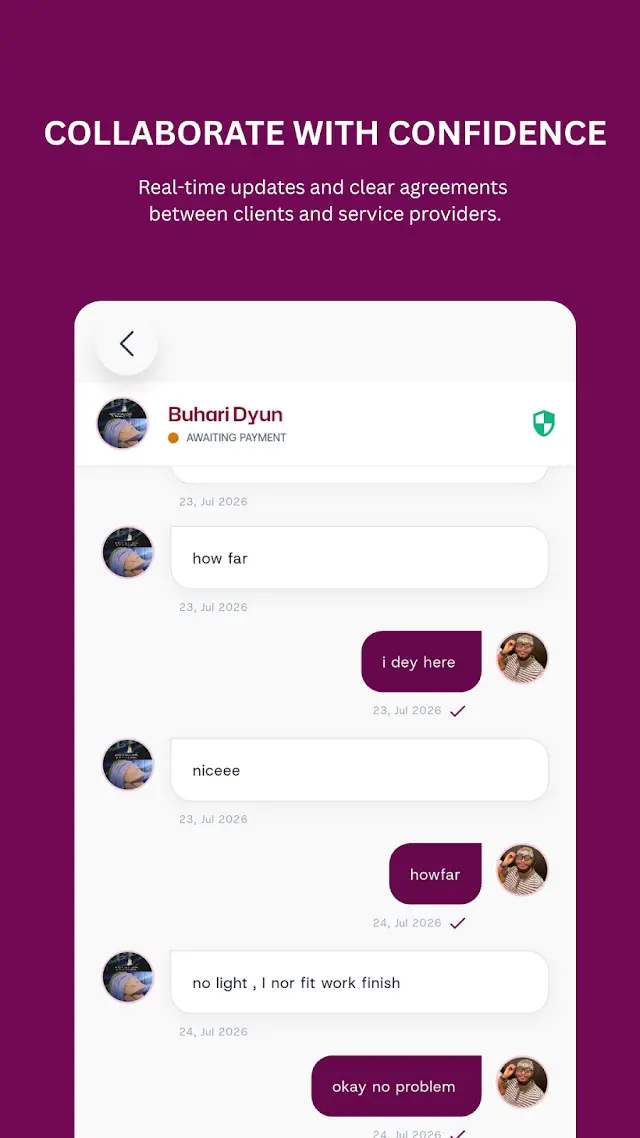 COLLABORATE WITH CONFIDENCE
Real-time updates and clear agreements
between clients and service providers.
Buhari Dyun
AWAITING PAYMENT
23, Jul 2026
how far
23, Jul 2026
i dey here
23, Jul 2026
niceee
23, Jul 2026
howfar
24, Jul 2026
no light , I nor fit work finish
24, Jul 2026
okay no problem
24, Jul 2026